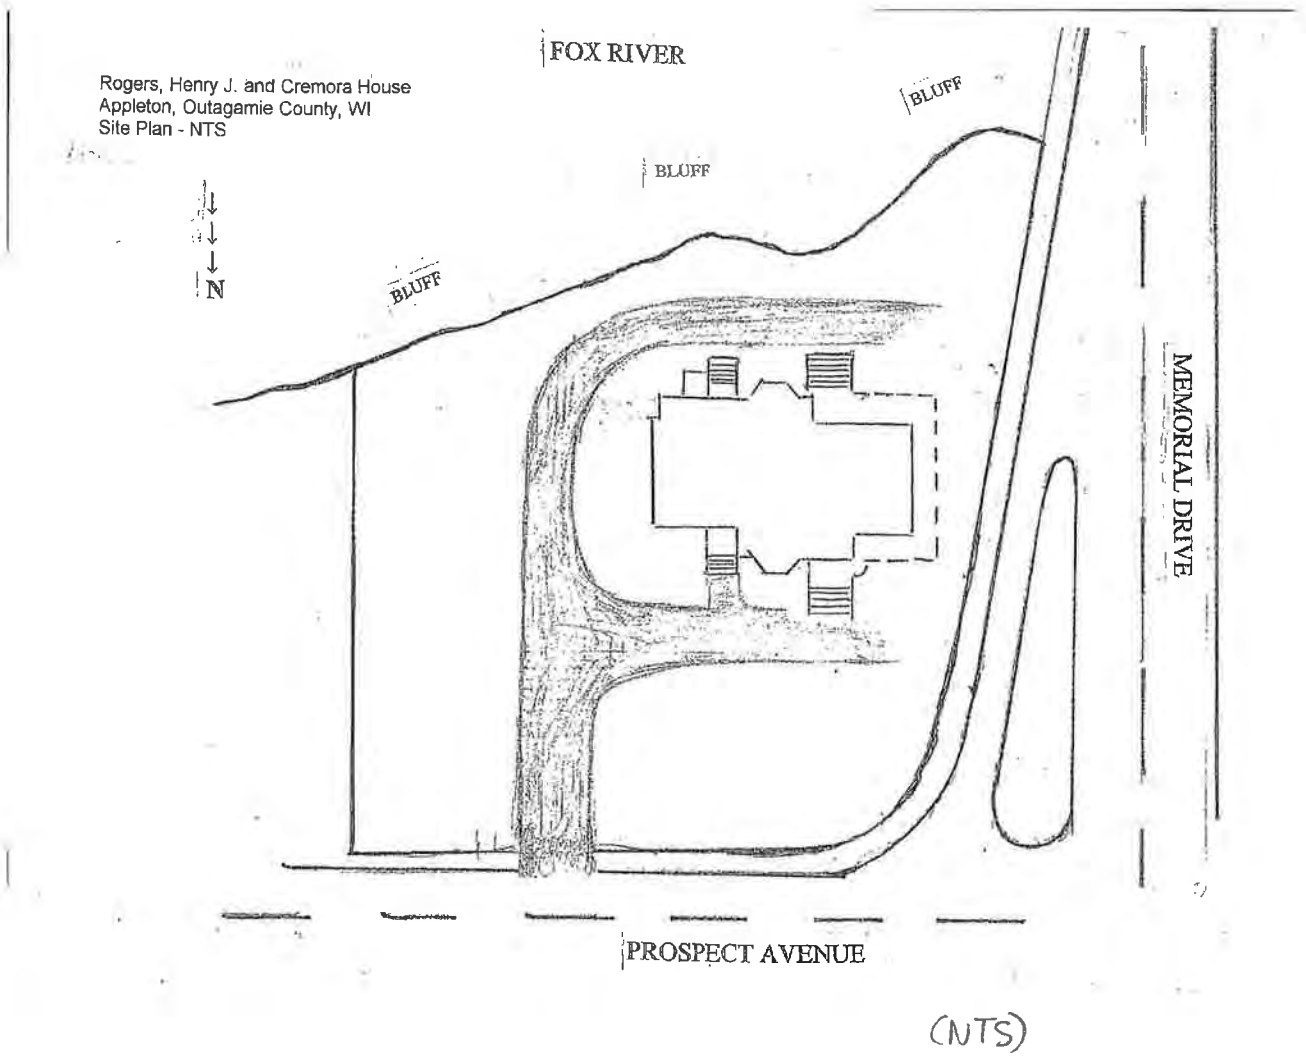 FOX RIVER
Rogers, Henry J. and Cremora House
Appleton, Outagamie County, WI
Site Plan - NTS
BLUFF
BLUFF
N
BLUFF
MEMORIAL DRIVE
PROSPECT AVENUE
(NTS)